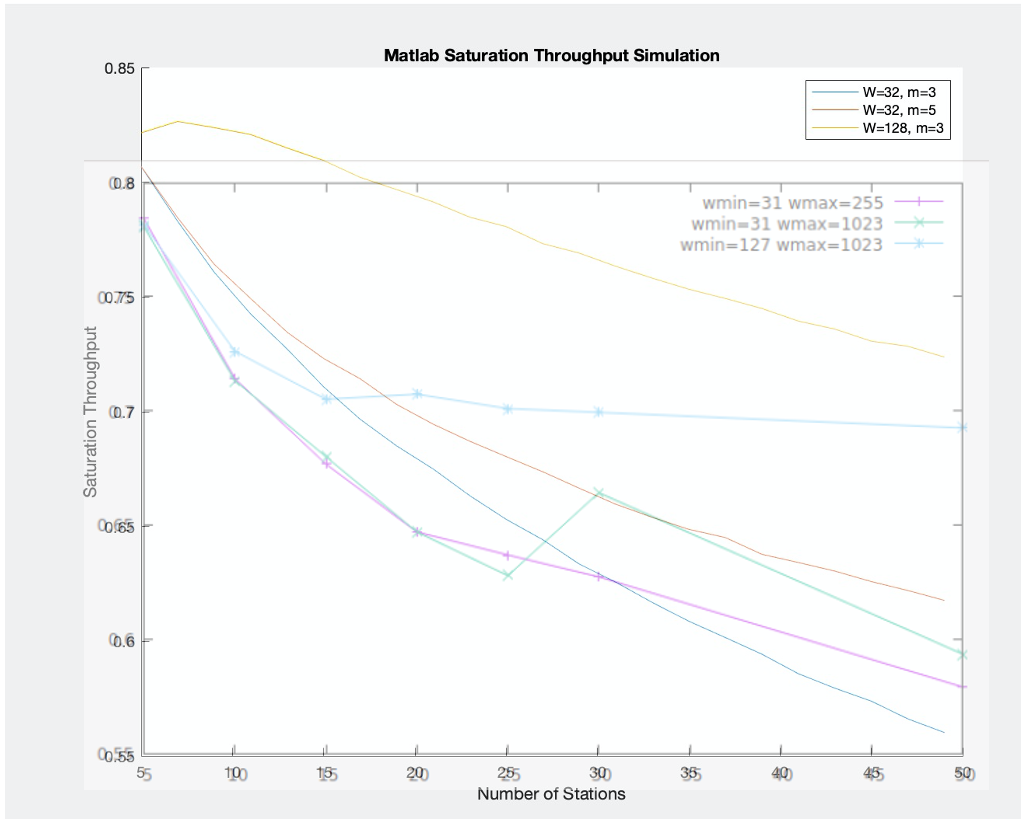 Matlab Saturation Throughput Simulation
0.85
W=32, m=3
W=32, m=5
W=128, m=3
0.8
wmin=31 wmax=255
wmin=31 wmax=1023
wmin=127 wmax=1023
0.75
Saturation Throughput
0.7
0.65
0.6
0.55
5 10 15 20 25 30 35 40 45 50
Number of Stations